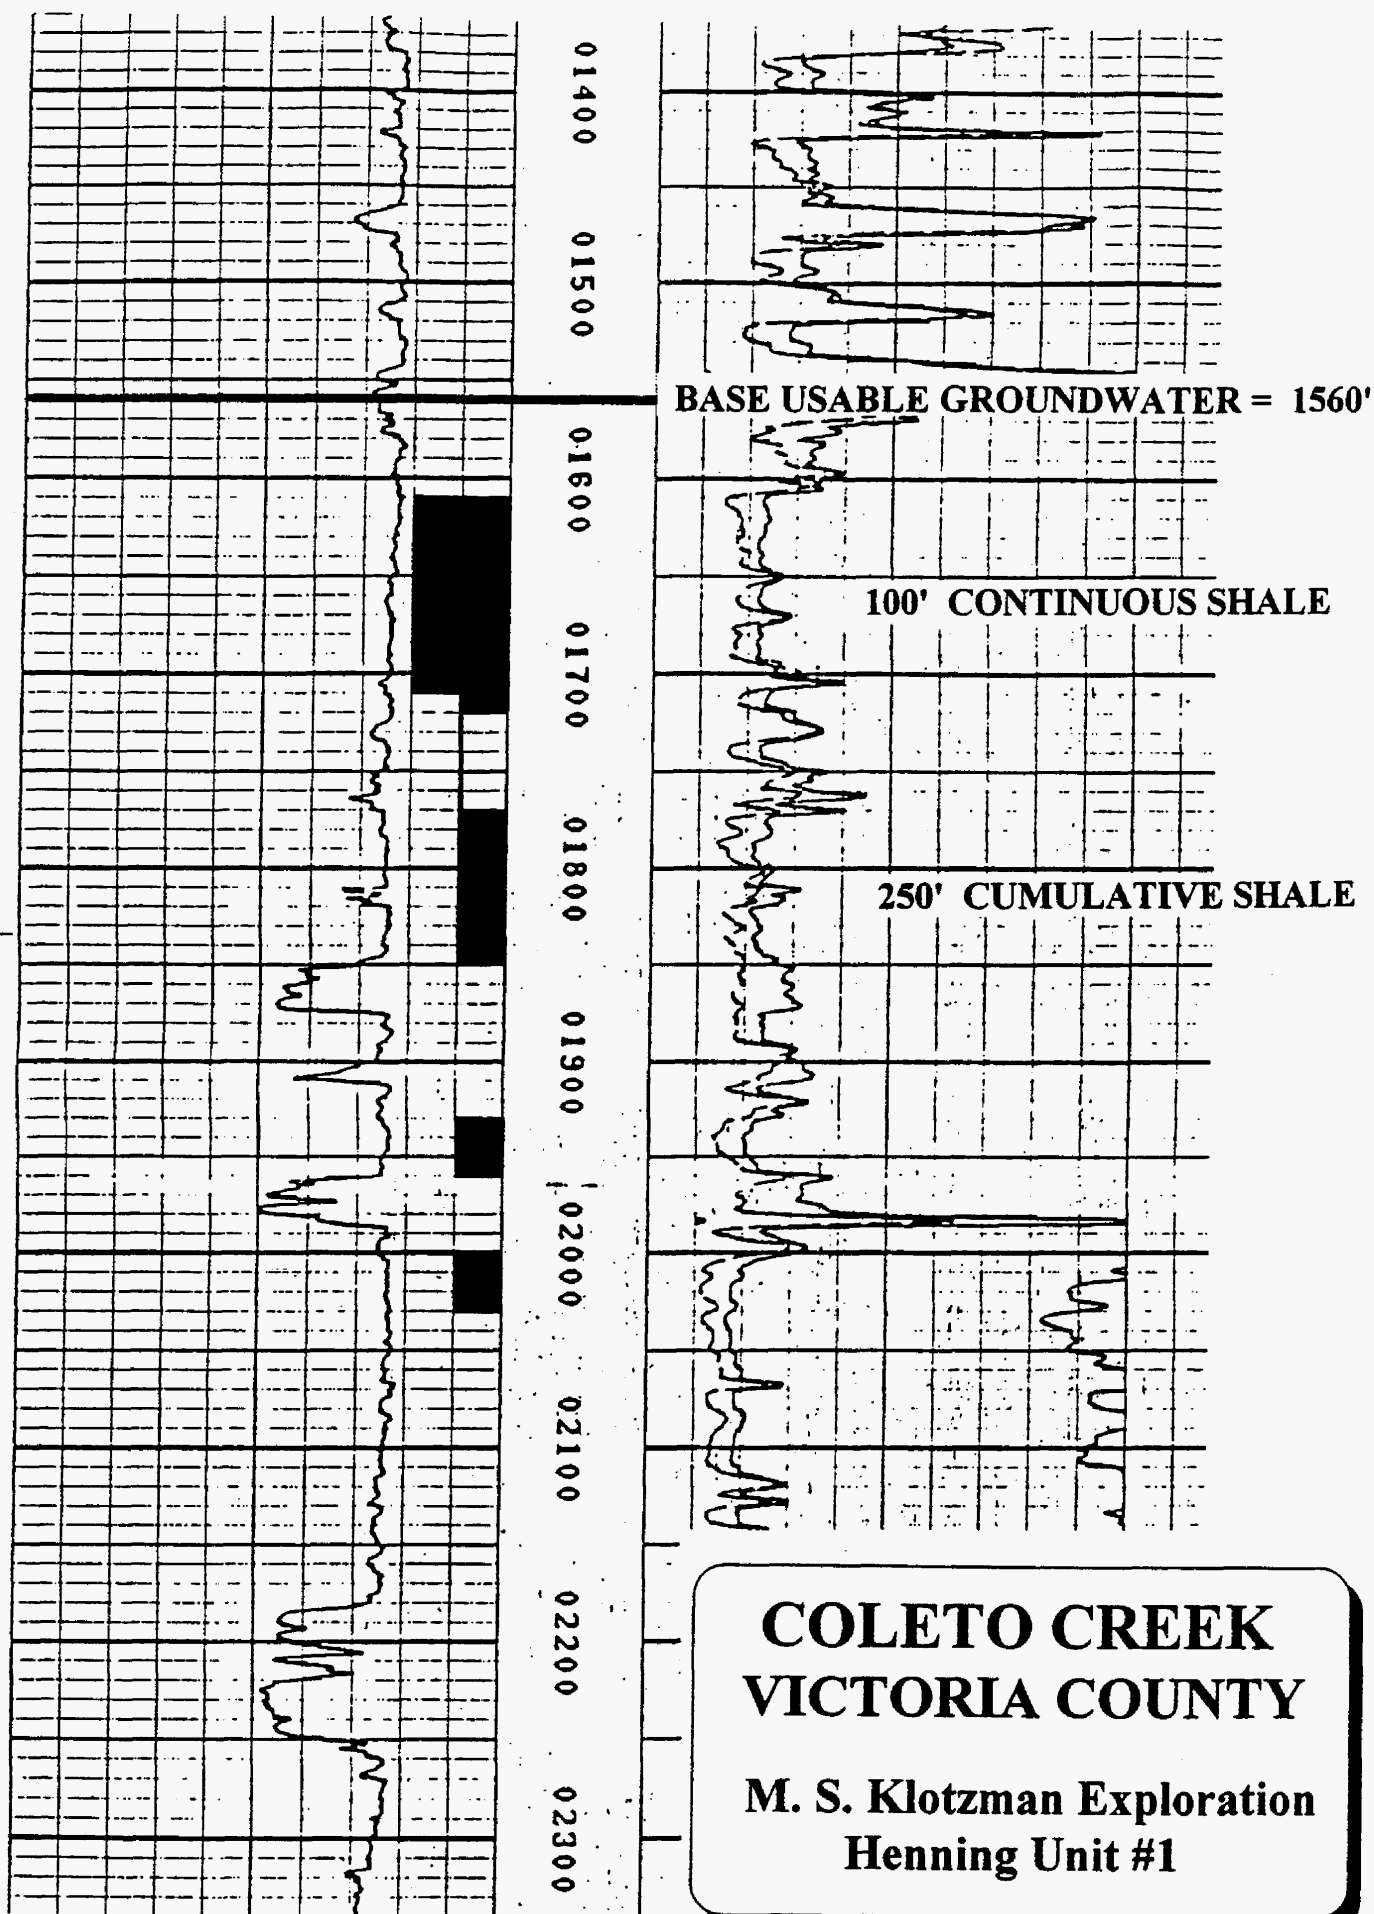 01400
01500
BASE USABLE GROUNDWATER = 1560'
01600
100' CONTINUOUS SHALE
01700
01800
250' CUMULATIVE SHALE
01900
02000
02100
02200
02300
COLETO CREEK
VICTORIA COUNTY
M. S. Klotzman Exploration
Henning Unit #1